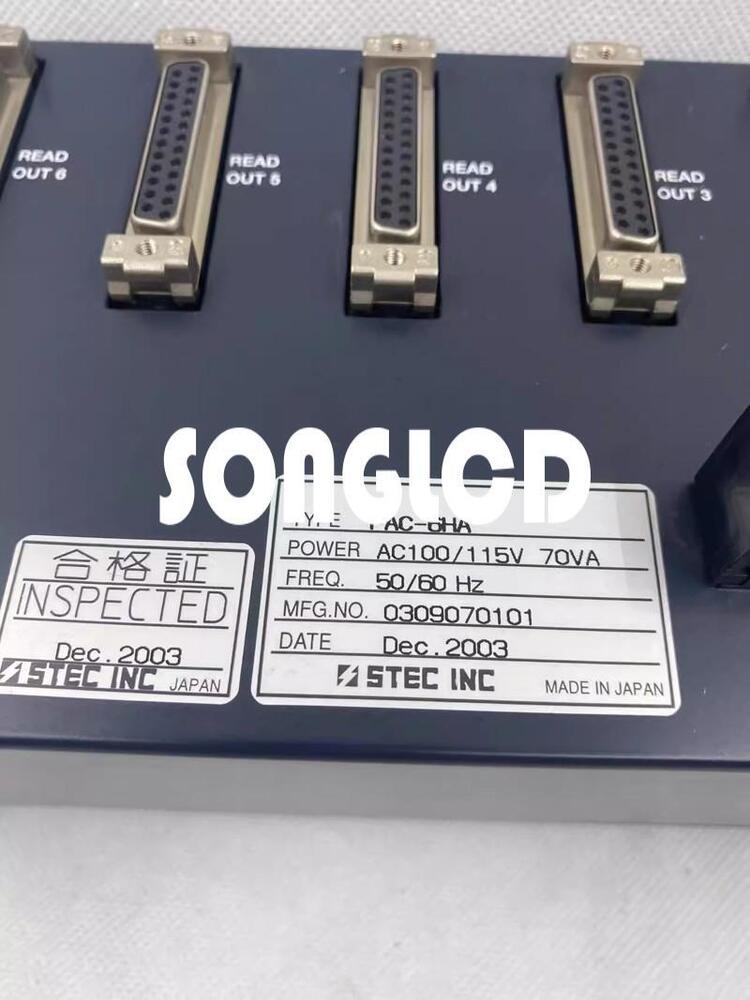 READ
OUT 6
READ
OUT 5
READ
OUT 4
READ
OUT 3
SONGLCD
合格証
INSPECTED
Dec.2003
STEC INC JAPAN
TYPE
POWER AC100/115V 70VA
FREQ. 50/60 Hz
MFG.NO. 0309070101
DATE Dec.2003
STEC INC MADE IN JAPAN